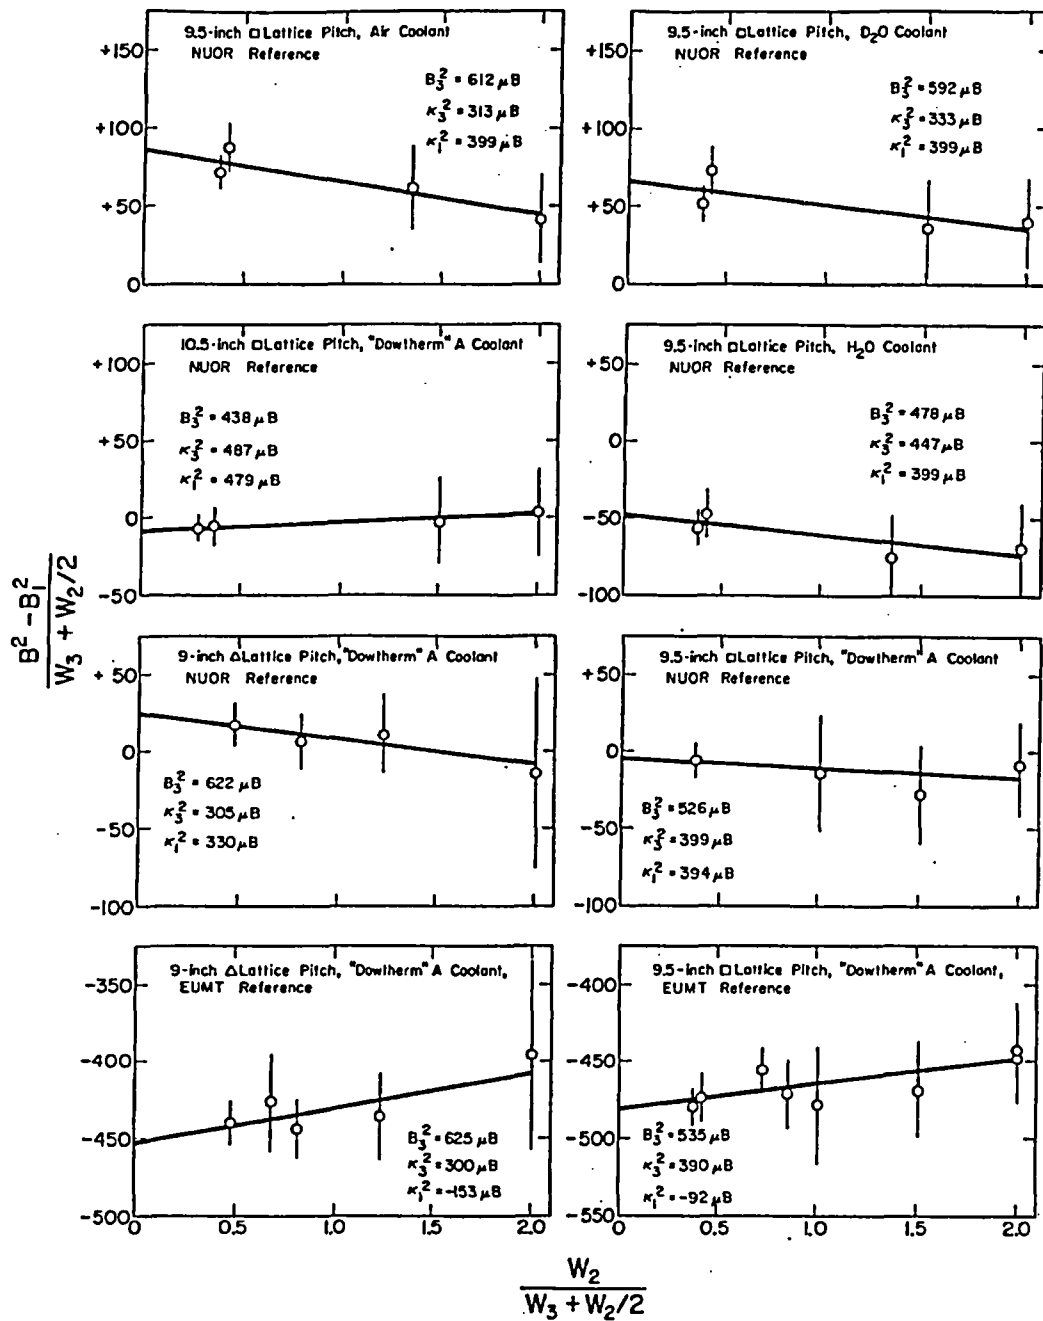 9.5-inch □ Lattice Pitch, Air Coolant
NUOR Reference
B₃² = 612 μB
κ₃² = 313 μB
κ₁² = 399 μB
+150
+100
+50
0
9.5-inch □ Lattice Pitch, D₂O Coolant
NUOR Reference
B₃² = 592 μB
κ₃² = 333 μB
κ₁² = 399 μB
+150
+100
+50
0
10.5-inch □ Lattice Pitch, "Dowtherm" A Coolant
NUOR Reference
B₃² = 438 μB
κ₃² = 487 μB
κ₁² = 479 μB
+100
+50
0
-50
9.5-inch □ Lattice Pitch, H₂O Coolant
NUOR Reference
B₃² = 478 μB
κ₃² = 447 μB
κ₁² = 399 μB
+50
0
-50
-100
B² - B₁²
W₃ + W₂/2
9-inch △ Lattice Pitch, "Dowtherm" A Coolant
NUOR Reference
B₃² = 622 μB
κ₃² = 305 μB
κ₁² = 330 μB
+50
0
-50
-100
9.5-inch □ Lattice Pitch, "Dowtherm" A Coolant
NUOR Reference
B₃² = 526 μB
κ₃² = 399 μB
κ₁² = 394 μB
+50
0
-50
-100
9-inch △ Lattice Pitch, "Dowtherm" A Coolant,
EUMT Reference
B₃² = 625 μB
κ₃² = 300 μB
κ₁² = -153 μB
-350
-400
-450
-500
0 0.5 1.0 1.5 2.0
9.5-inch □ Lattice Pitch, "Dowtherm" A Coolant,
EUMT Reference
B₃² = 535 μB
κ₃² = 390 μB
κ₁² = -92 μB
-400
-450
-500
-550
0 0.5 1.0 1.5 2.0
W₂
W₃ + W₂/2